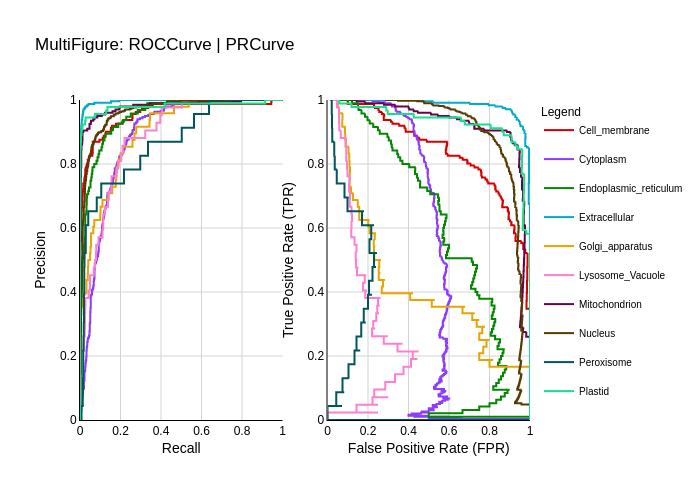 MultiFigure: ROCCurve | PRCurve
Precision
1
0.8
0.6
0.4
0.2
0
0 0.2 0.4 0.6 0.8 1
Recall
True Positive Rate (TPR)
1
0.8
0.6
0.4
0.2
0
0 0.2 0.4 0.6 0.8 1
False Positive Rate (FPR)
Legend
Cell_membrane
Cytoplasm
Endoplasmic_reticulum
Extracellular
Golgi_apparatus
Lysosome_Vacuole
Mitochondrion
Nucleus
Peroxisome
Plastid